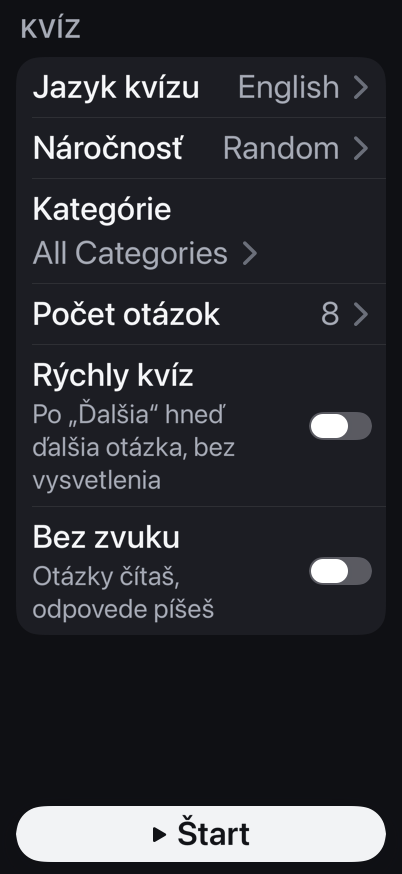 KVÍZ
Jazyk kvízu English
Náročnosť Random
Kategórie
All Categories
Počet otázok 8
Rýchly kvíz
Po „Ďalšia“ hneď
ďalšia otázka, bez
vysvetlenia
Bez zvuku
Otázky čítaš,
odpovede píšeš
Štart